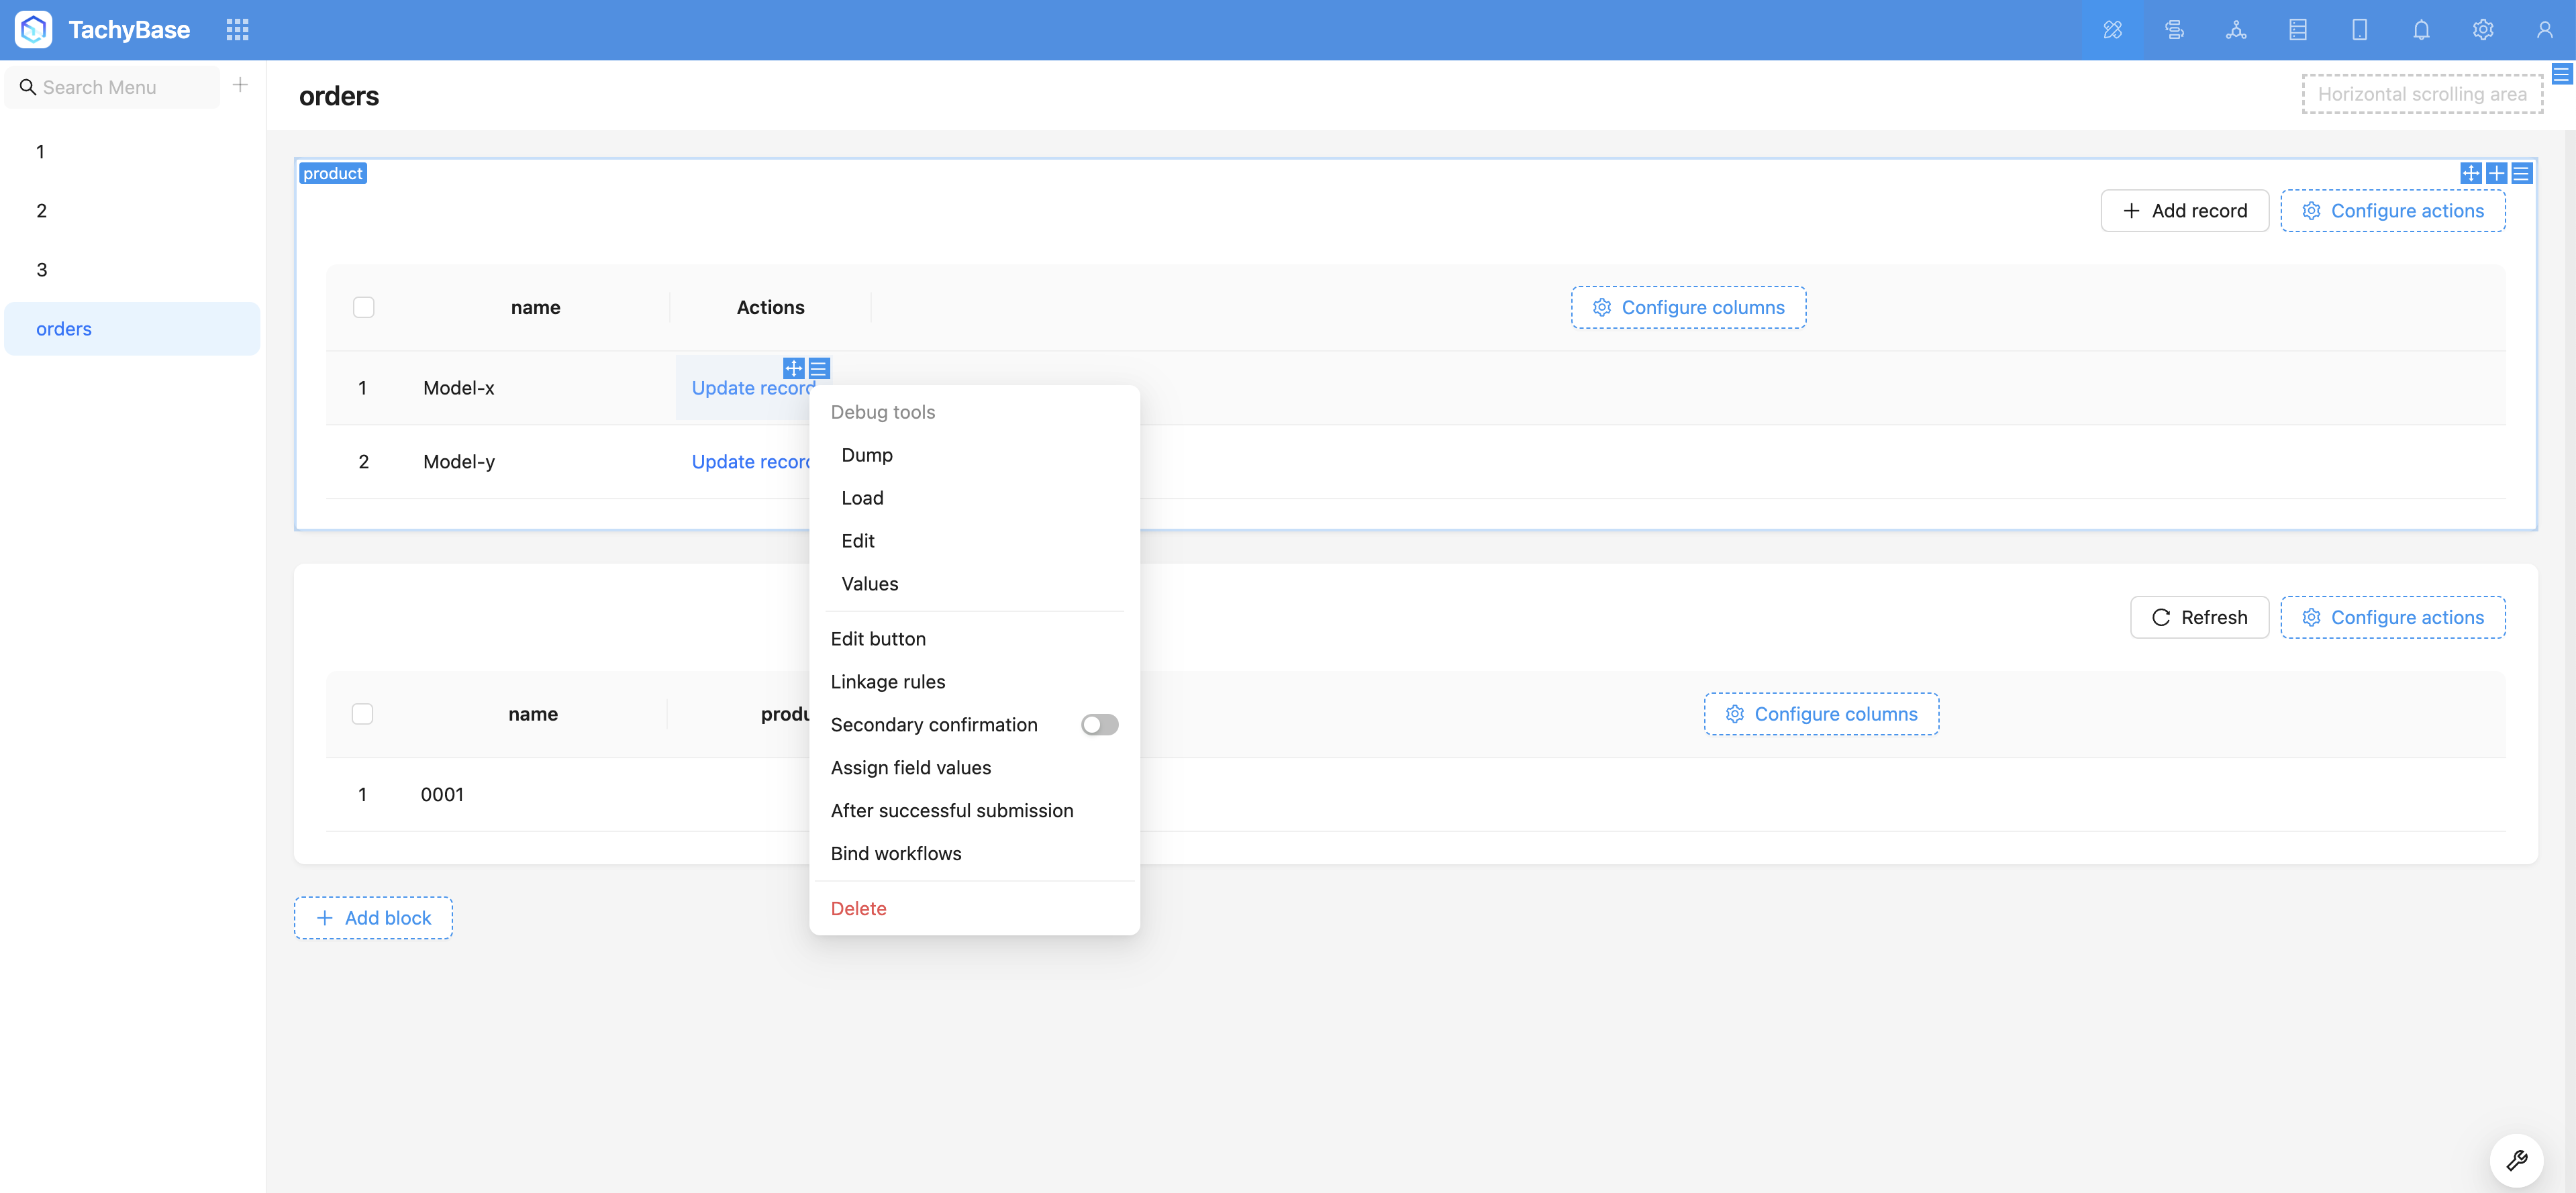 TachyBase
Search Menu
1
2
3
orders
orders
Horizontal scrolling area
product
Add record
Configure actions
name
Actions
Configure columns
1
Model-x
Update record
2
Model-y
Update record
Debug tools
Dump
Load
Edit
Values
Edit button
Linkage rules
Secondary confirmation
Assign field values
After successful submission
Bind workflows
Delete
Refresh
Configure actions
name
produ
Configure columns
1
0001
Add block